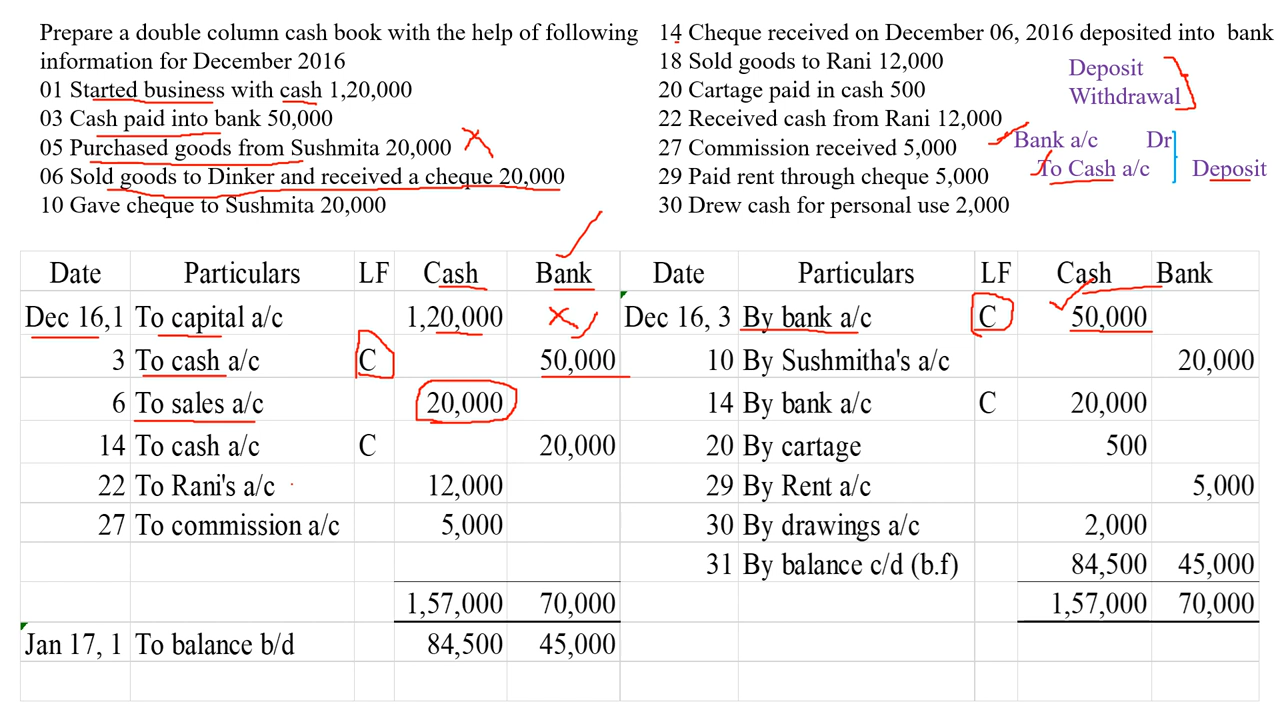 Prepare a double column cash book with the help of following
information for December 2016
01 Started business with cash 1,20,000
03 Cash paid into bank 50,000
05 Purchased goods from Sushmita 20,000
06 Sold goods to Dinker and received a cheque 20,000
10 Gave cheque to Sushmita 20,000
14 Cheque received on December 06, 2016 deposited into bank
18 Sold goods to Rani 12,000
20 Cartage paid in cash 500
22 Received cash from Rani 12,000
27 Commission received 5,000
29 Paid rent through cheque 5,000
30 Drew cash for personal use 2,000
Deposit
Withdrawal
Bank a/c Dr
To Cash a/c Deposit
Date Particulars LF Cash Bank Date Particulars LF Cash Bank
Dec 16,1 To capital a/c 1,20,000 Dec 16, 3 By bank a/c C 50,000
3 To cash a/c C 50,000 10 By Sushmitha's a/c 20,000
6 To sales a/c 20,000 14 By bank a/c C 20,000
14 To cash a/c C 20,000 20 By cartage 500
22 To Rani's a/c 12,000 29 By Rent a/c 5,000
27 To commission a/c 5,000 30 By drawings a/c 2,000
31 By balance c/d (b.f) 84,500 45,000
1,57,000 70,000 1,57,000 70,000
Jan 17, 1 To balance b/d 84,500 45,000